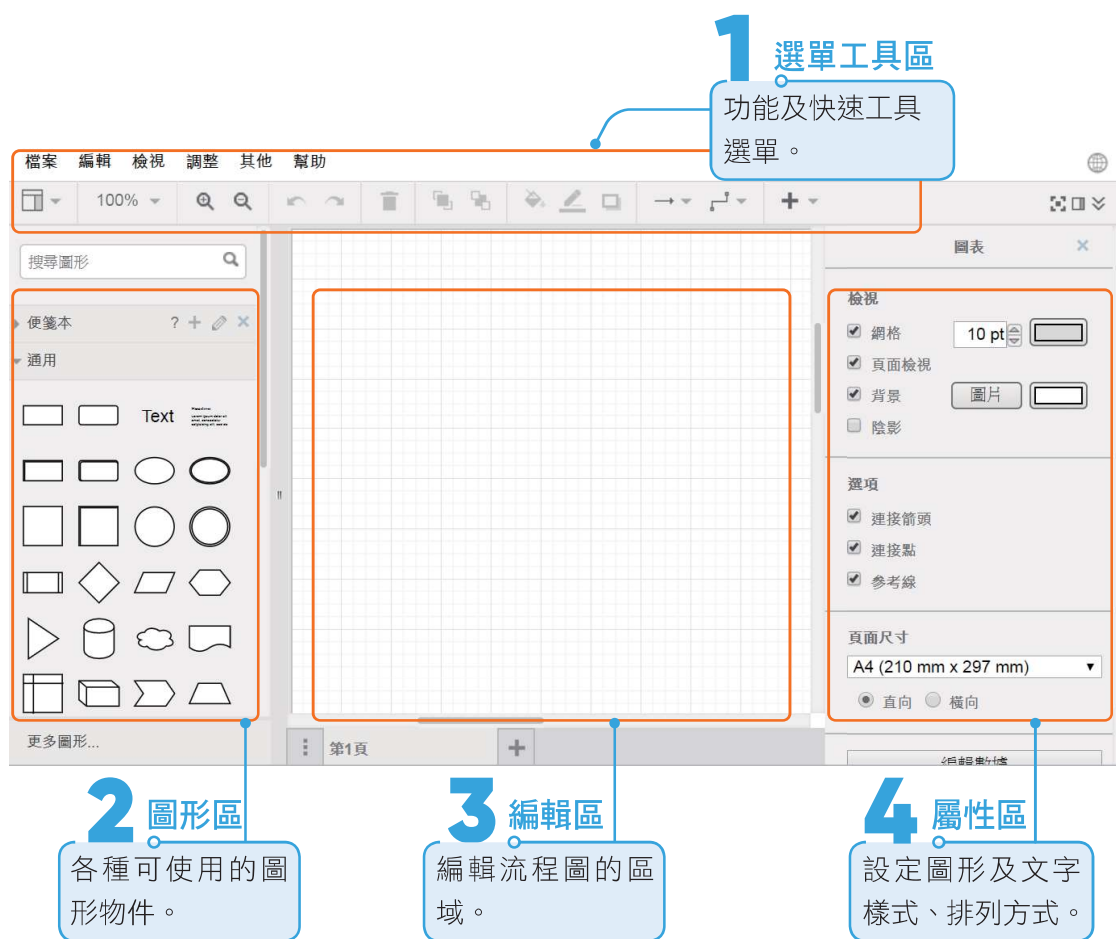 1 選單工具區
功能及快速工具
選單。
檔案 編輯 檢視 調整 其他 幫助
100%
搜尋圖形
圖表
便箋本 ?
通用
Text
檢視
網格 10 pt
頁面檢視
背景 圖片
陰影
選項
連接箭頭
連接點
參考線
頁面尺寸
A4 (210 mm x 297 mm)
直向 橫向
更多圖形...
第1頁
編輯數據
2 圖形區
各種可使用的圖
形物件。
3 編輯區
編輯流程圖的區
域。
4 屬性區
設定圖形及文字
樣式、排列方式。